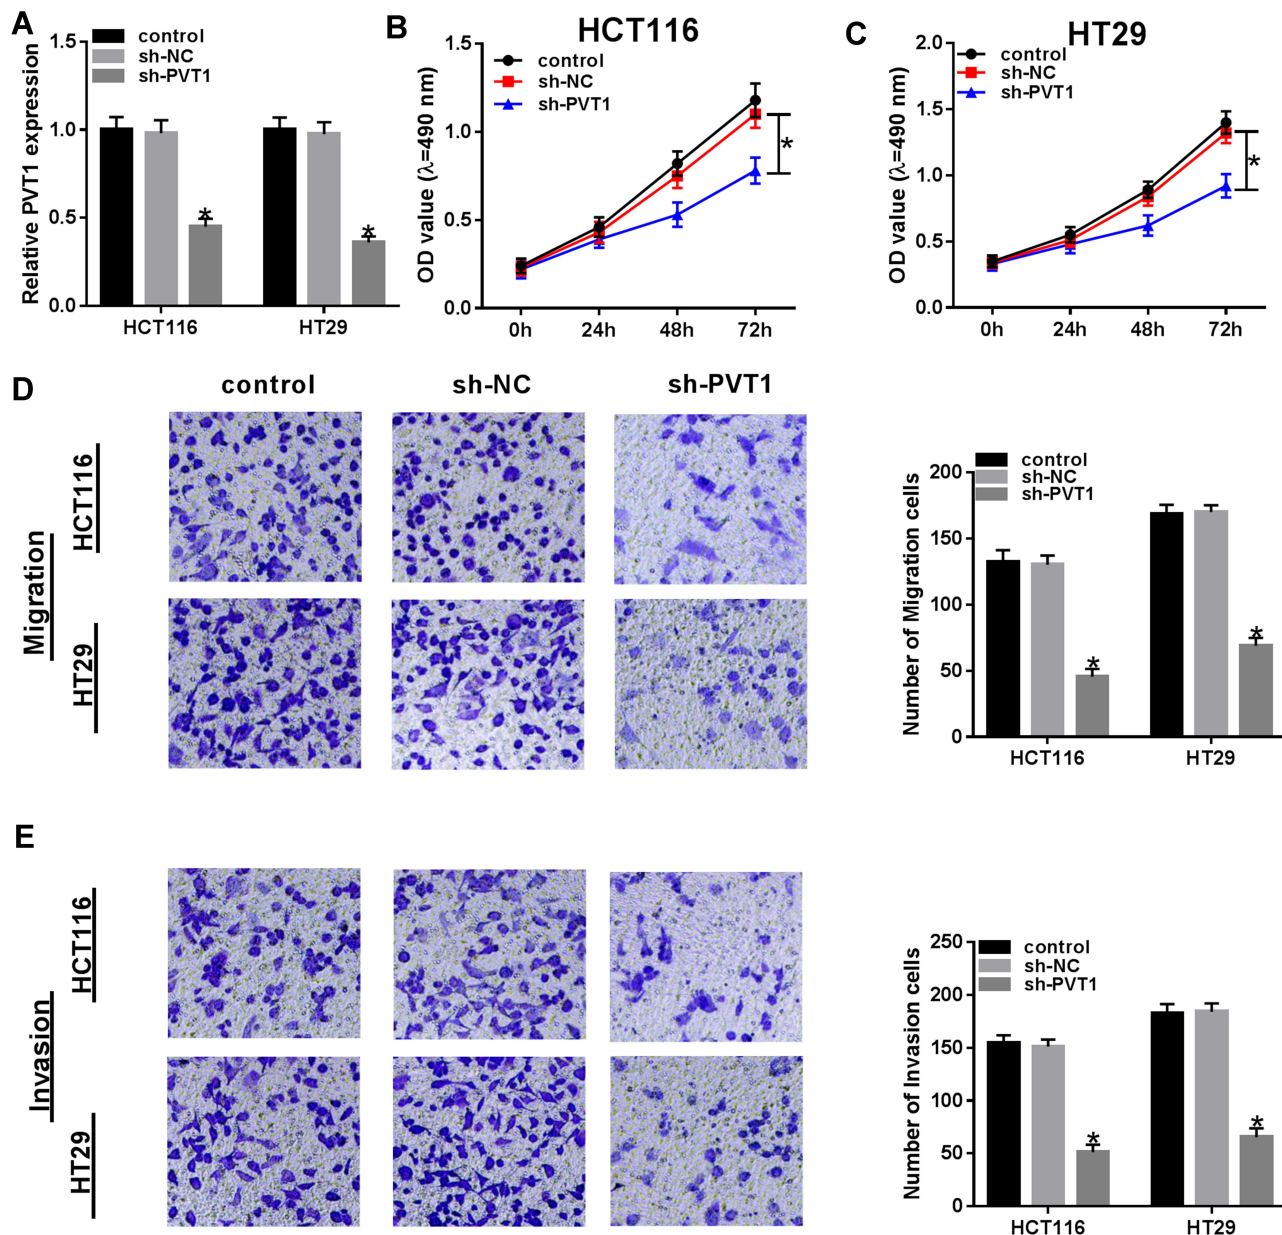 A
control
sh-NC
sh-PVT1
1.5
1.0
0.5
0.0
Relative PVT1 expression
*
*
HCT116
HT29
B
HCT116
control
sh-NC
sh-PVT1
1.5
1.0
0.5
0.0
OD value (λ=490 nm)
*
0h
24h
48h
72h
C
HT29
control
sh-NC
sh-PVT1
2.0
1.5
1.0
0.5
0.0
OD value (λ=490 nm)
*
0h
24h
48h
72h
D
control
sh-NC
sh-PVT1
Migration
HCT116
HT29
control
sh-NC
sh-PVT1
200
150
100
50
0
Number of Migration cells
*
*
HCT116
HT29
E
Invasion
HCT116
HT29
control
sh-NC
sh-PVT1
250
200
150
100
50
0
Number of Invasion cells
*
*
HCT116
HT29